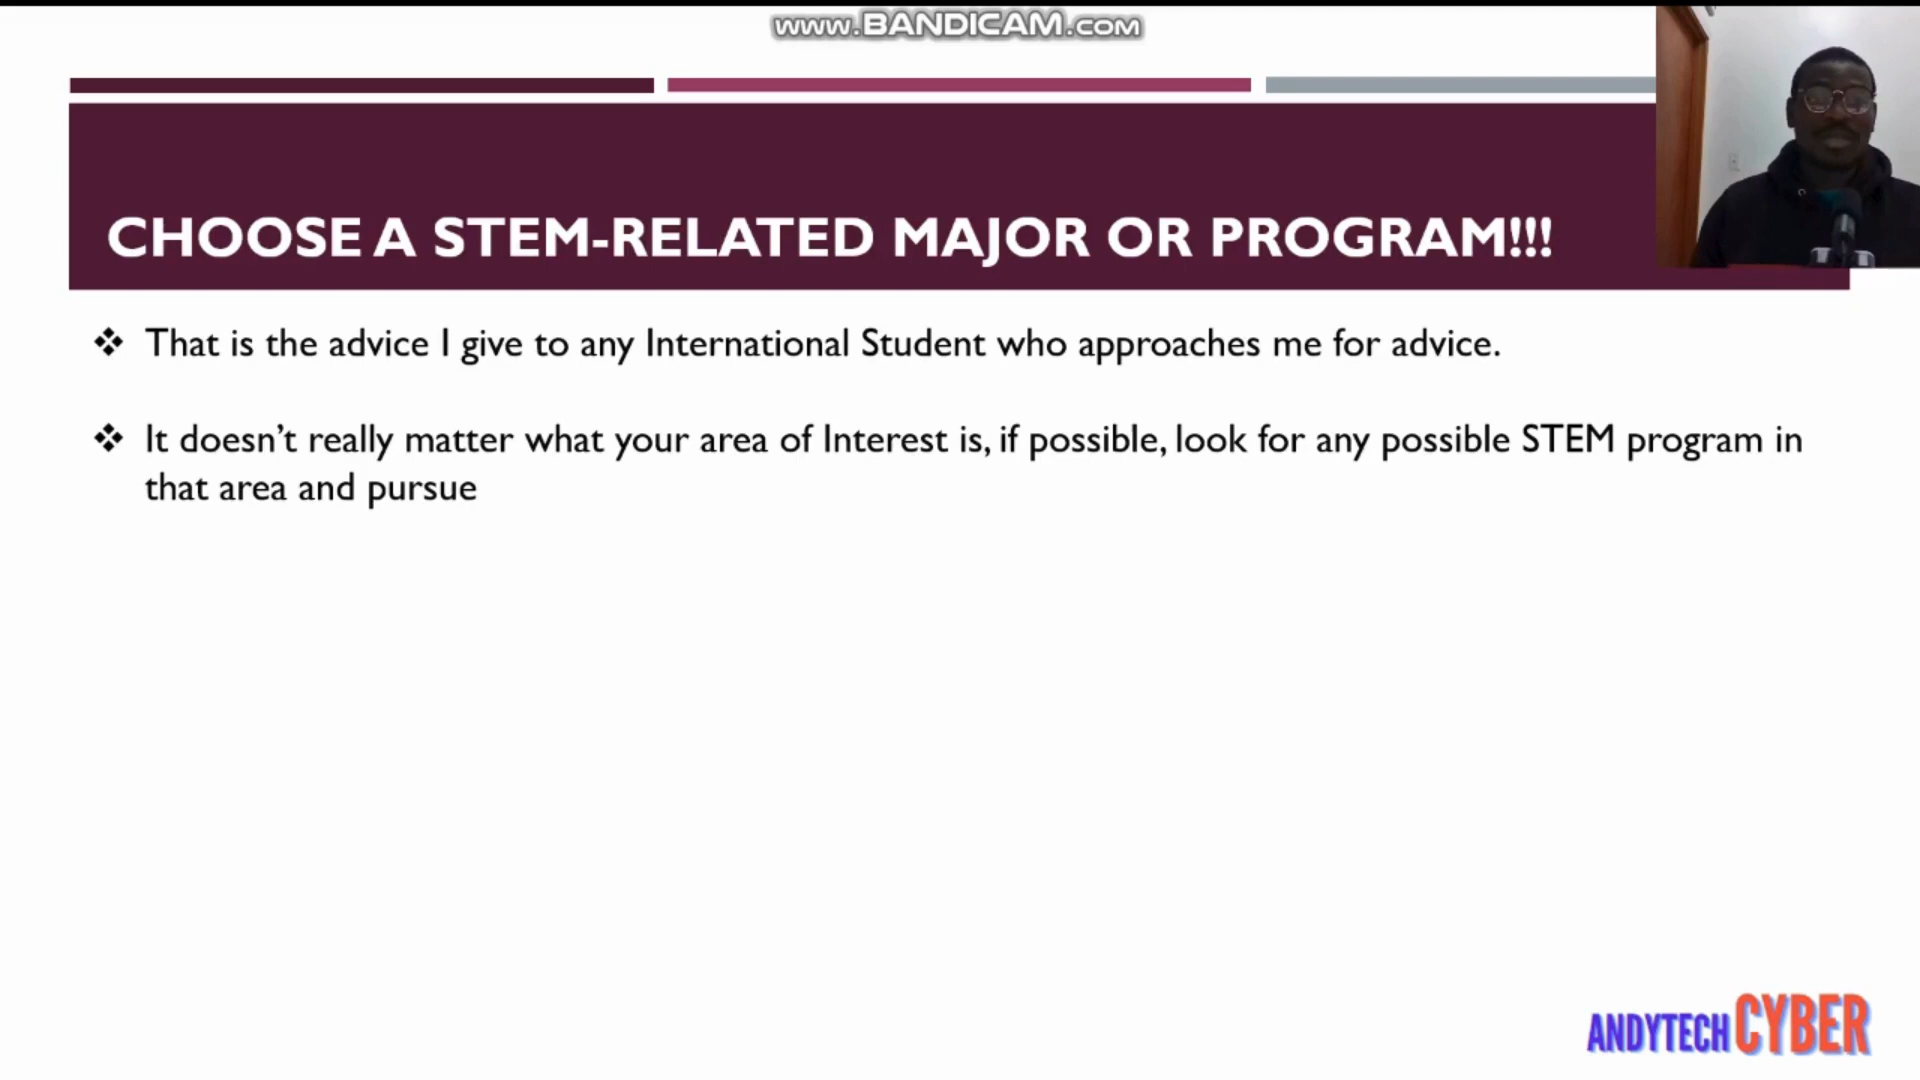 www.BANDICAM.com
CHOOSE A STEM-RELATED MAJOR OR PROGRAM!!!
❖ That is the advice I give to any International Student who approaches me for advice.
❖ It doesn't really matter what your area of Interest is, if possible, look for any possible STEM program in
that area and pursue
ANDYTECH CYBER